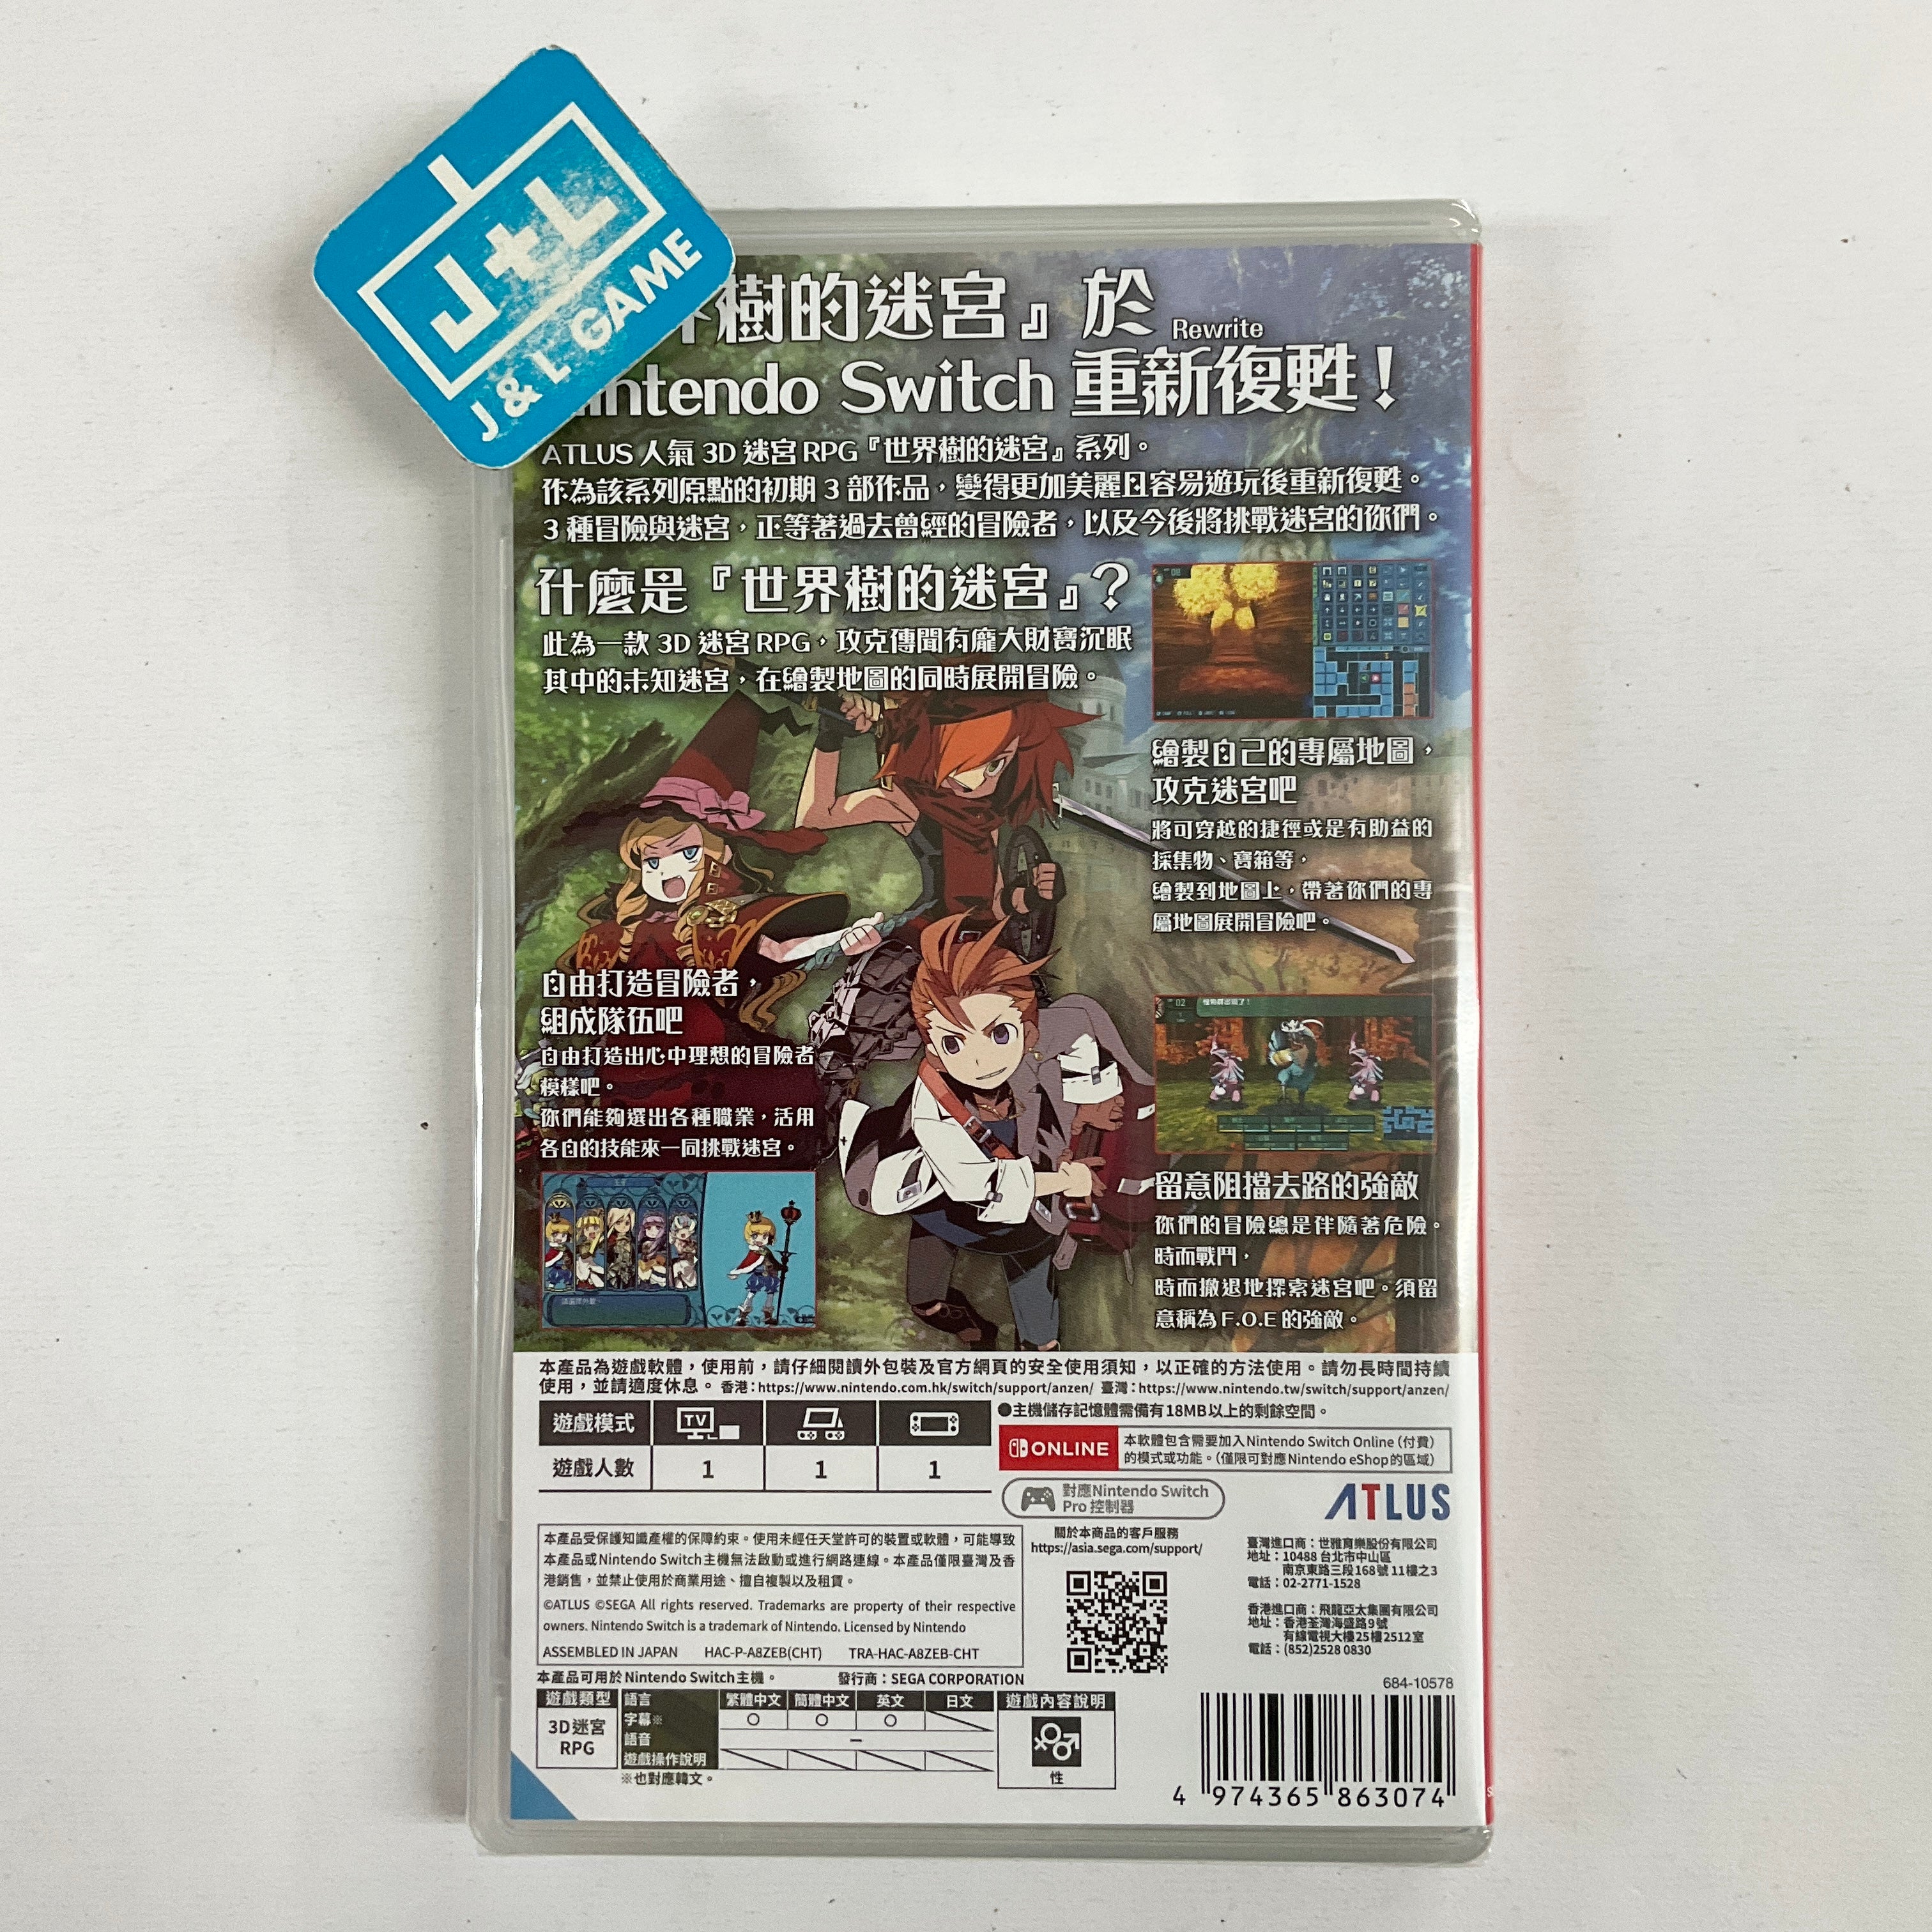 J+L
J & L GAME
界樹的迷宮』於 Rewrite
Nintendo Switch 重新復甦！
ATLUS 人氣 3D 迷宮 RPG『世界樹的迷宮』系列。
作為該系列原點的初期 3 部作品，變得更加美麗且容易遊玩後重新復甦。
3 種冒險與迷宮，正等著過去曾經的冒險者，以及今後將挑戰迷宮的你們。
什麼是『世界樹的迷宮』？
此為一款 3D 迷宮 RPG，攻克傳聞有龐大財寶沉眠
其中的未知迷宮，在繪製地圖的同時展開冒險。
繪製自己的專屬地圖，
攻克迷宮吧
將可穿越的捷徑或是有助益的
採集物、寶箱等，
繪製到地圖上，帶著你們的專
屬地圖展開冒險吧。
自由打造冒險者，
組成隊伍吧
自由打造出心中理想的冒險者
模樣吧。
你們能夠選出各種職業，活用
各自的技能來一同挑戰迷宮。
留意阻擋去路的強敵
你們的冒險總是伴隨著危險。
時而戰鬥，
時而撤退地探索迷宮吧。須留
意稱為 F.O.E 的強敵。
本產品為遊戲軟體，使用前，請仔細閱讀外包裝及官方網頁的安全使用須知，以正確的方法使用。請勿長時間持續
使用，並請適度休息。香港：https://www.nintendo.com.hk/switch/support/anzen/ 臺灣：https://www.nintendo.tw/switch/support/anzen/
遊戲模式 TV
遊戲人數 1 1 1
●主機儲存記憶體需備有18MB以上的剩餘空間。
ONLINE
本軟體包含需要加入Nintendo Switch Online（付費）
的模式或功能。（僅限可對應Nintendo eShop的區域）
對應Nintendo Switch
Pro 控制器
ATLUS
本產品受保護知識產權的保障約束。使用未經任天堂許可的裝置或軟體，可能導致
本產品或Nintendo Switch主機無法啟動或進行網路連線。本產品僅限臺灣及香
港銷售，並禁止使用於商業用途、擅自複製以及租賃。
©ATLUS ©SEGA All rights reserved. Trademarks are property of their respective
owners. Nintendo Switch is a trademark of Nintendo. Licensed by Nintendo
ASSEMBLED IN JAPAN HAC-P-A8ZEB(CHT) TRA-HAC-A8ZEB-CHT
關於本商品的客戶服務
https://asia.sega.com/support/
臺灣進口商：世雅育樂股份有限公司
地址：10488 台北市中山區
南京東路三段168號11樓之3
電話：02-2771-1528
香港進口商：飛龍亞太集團有限公司
地址：香港荃灣海盛路9號
有線電視大樓25樓2512室
電話：(852)2528 0830
本產品可用於Nintendo Switch主機。 發行商：SEGA CORPORATION
遊戲類型
3D迷宮
RPG
語言 繁體中文 簡體中文 英文 日文
字幕※ ○ ○ ○
語音 －
遊戲操作說明
※也對應韓文。
遊戲內容說明
性
684-10578
4 974365 863074